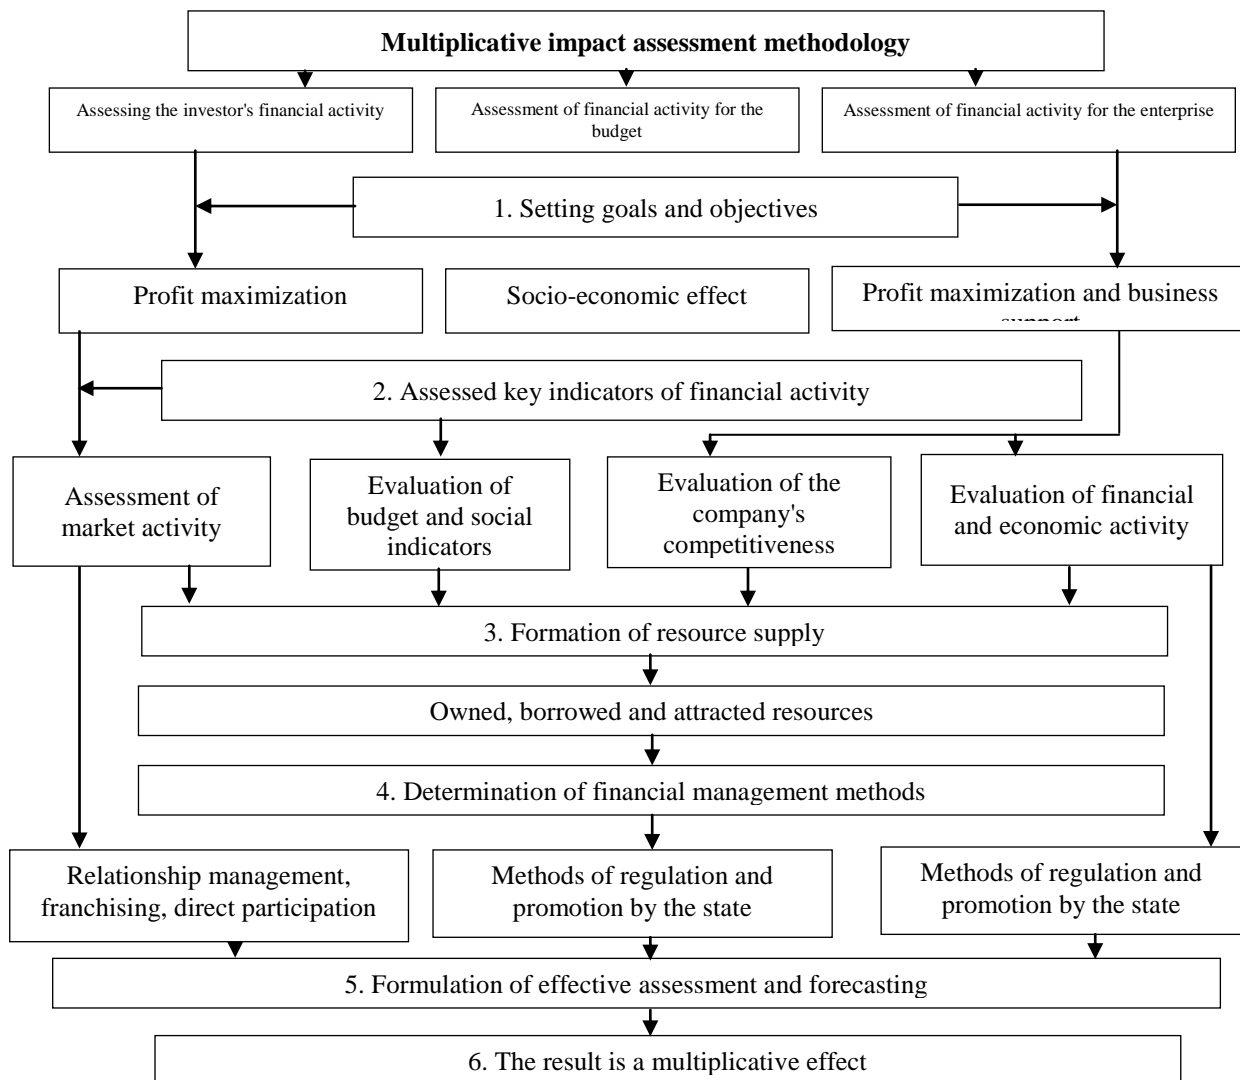 Multiplicative impact assessment methodology
Assessing the investor's financial activity
Assessment of financial activity for the
budget
Assessment of financial activity for the enterprise
1. Setting goals and objectives
Profit maximization
Socio-economic effect
Profit maximization and business
support
2. Assessed key indicators of financial activity
Assessment of
market activity
Evaluation of
budget and social
indicators
Evaluation of the
company's
competitiveness
Evaluation of financial
and economic activity
3. Formation of resource supply
Owned, borrowed and attracted resources
4. Determination of financial management methods
Relationship management,
franchising, direct participation
Methods of regulation and
promotion by the state
Methods of regulation and
promotion by the state
5. Formulation of effective assessment and forecasting
6. The result is a multiplicative effect